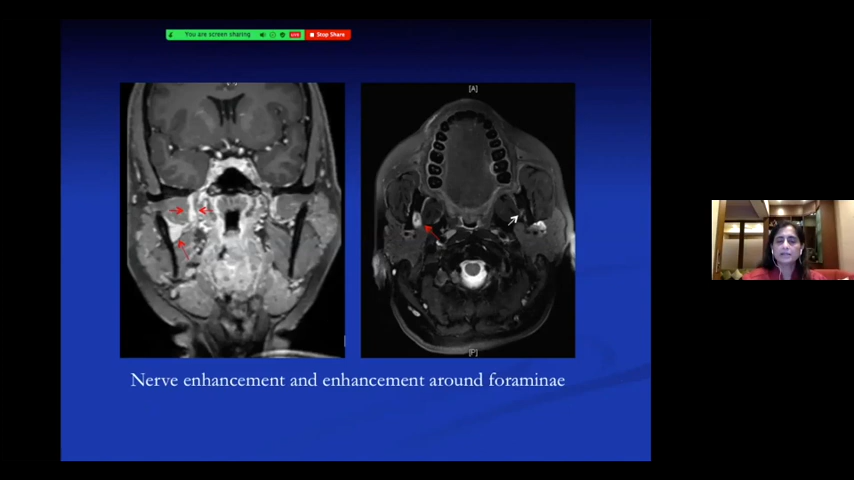 You are screen sharing
Stop Share
[A]
[P]
Nerve enhancement and enhancement around foraminae